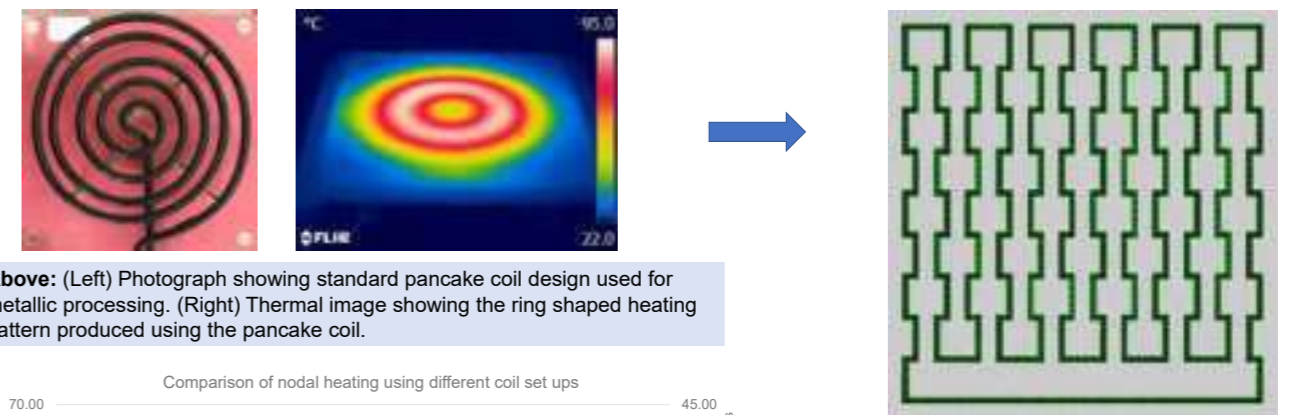 °C
95.0
FLIR
22.0
bove: (Left) Photograph showing standard pancake coil design used for
etallic processing. (Right) Thermal image showing the ring shaped heating
attern produced using the pancake coil.
Comparison of nodal heating using different coil set ups
70.00
45.00